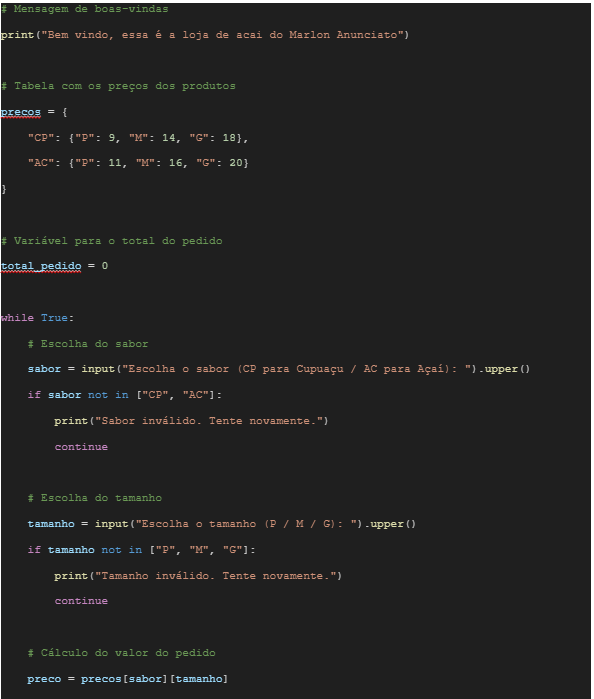 # Mensagem de boas-vindas
print("Bem vindo, essa é a loja de acai do Marlon Anunciato")
# Tabela com os preços dos produtos
precos = {
    "CP": {"P": 9, "M": 14, "G": 18},
    "AC": {"P": 11, "M": 16, "G": 20}
}
# Variável para o total do pedido
total_pedido = 0
while True:
    # Escolha do sabor
    sabor = input("Escolha o sabor (CP para Cupuaçu / AC para Açaí): ").upper()
    if sabor not in ["CP", "AC"]:
        print("Sabor inválido. Tente novamente.")
        continue
    # Escolha do tamanho
    tamanho = input("Escolha o tamanho (P / M / G): ").upper()
    if tamanho not in ["P", "M", "G"]:
        print("Tamanho inválido. Tente novamente.")
        continue
    # Cálculo do valor do pedido
    preco = precos[sabor][tamanho]